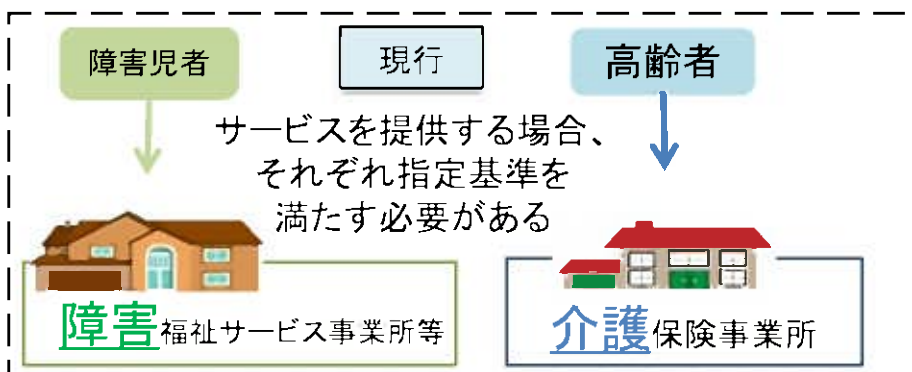 障害児者
現行
高齢者
サービスを提供する場合、
それぞれ指定基準を
満たす必要がある
障害福祉サービス事業所等
介護保険事業所